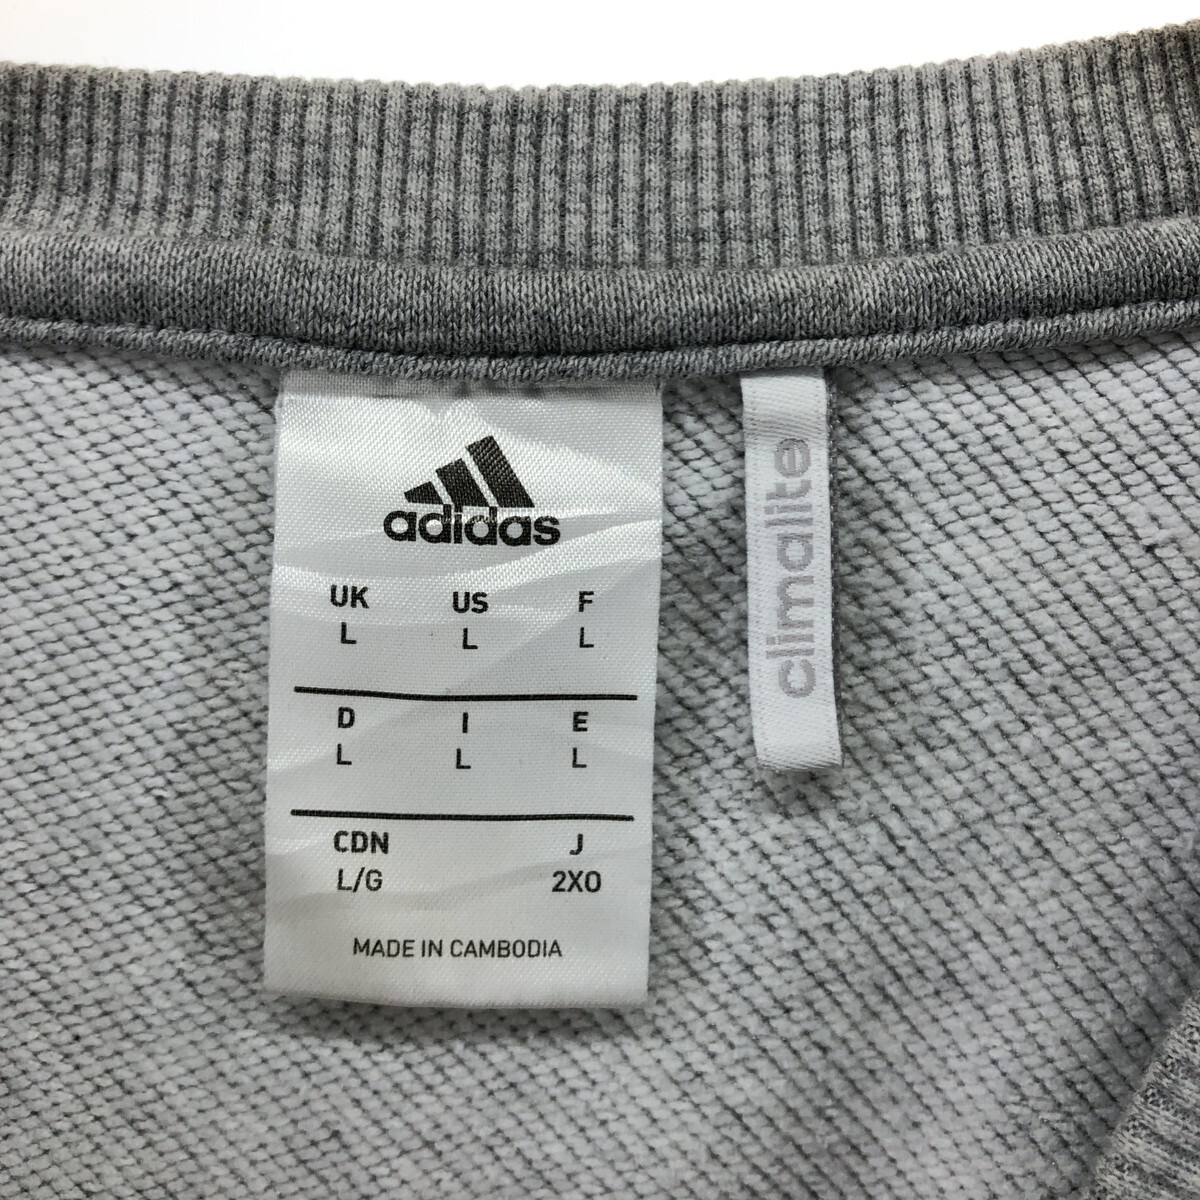 adidas
UK US F
L L L
D I E
L L L
CDN J
L/G 2XO
MADE IN CAMBODIA
climalite